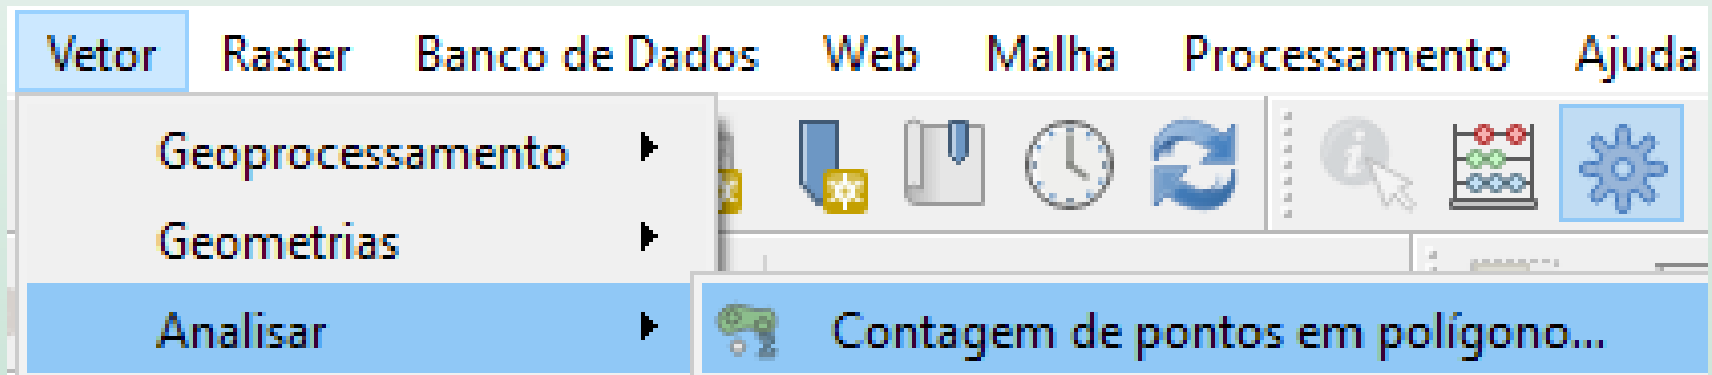 Vetor Raster Banco de Dados Web Malha Processamento Ajuda
Geoprocessamento
Geometrias
Analisar
Contagem de pontos em polígono...